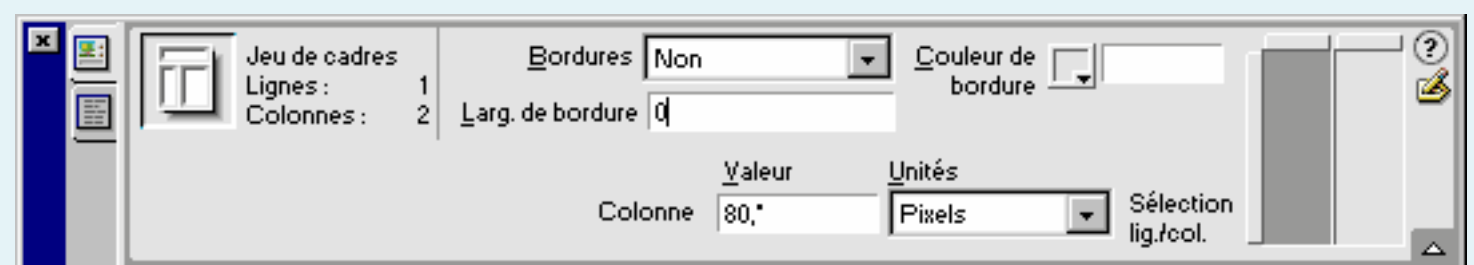 Jeu de cadres
Lignes : 1
Colonnes : 2
Bordures Non
Larg. de bordure 0
Couleur de
bordure
Valeur Unités
Colonne 80,* Pixels
Sélection
lig./col.
?